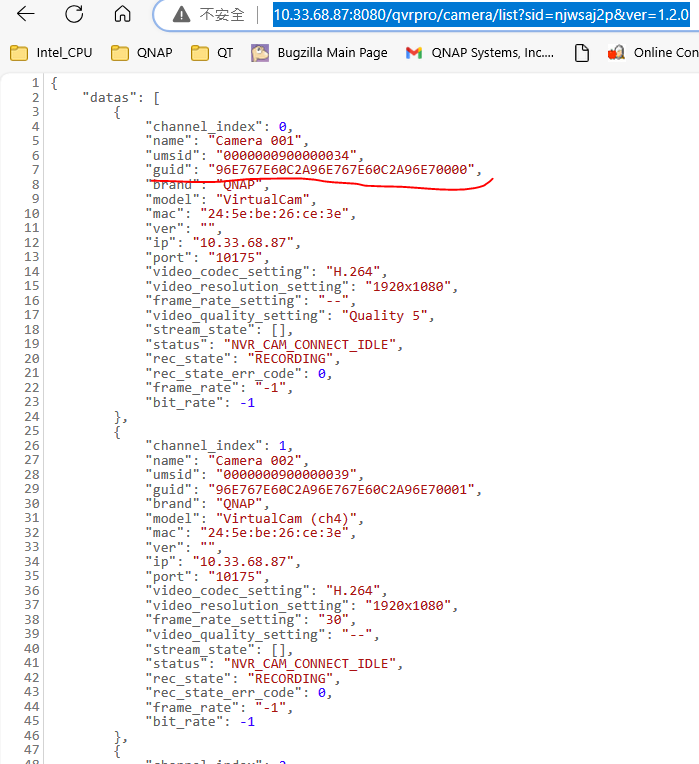 不安全
10.33.68.87:8080/qvrpro/camera/list?sid=njwsaj2p&ver=1.2.0
Intel_CPU QNAP QT Bugzilla Main Page QNAP Systems, Inc.... Online Con
1 {
2 "datas": [
3 {
4 "channel_index": 0,
5 "name": "Camera 001",
6 "umsid": "0000000900000034",
7 "guid": "96E767E60C2A96E767E60C2A96E70000",
8 "brand": "QNAP",
9 "model": "VirtualCam",
10 "mac": "24:5e:be:26:ce:3e",
11 "ver": "",
12 "ip": "10.33.68.87",
13 "port": "10175",
14 "video_codec_setting": "H.264",
15 "video_resolution_setting": "1920x1080",
16 "frame_rate_setting": "--",
17 "video_quality_setting": "Quality 5",
18 "stream_state": [],
19 "status": "NVR_CAM_CONNECT_IDLE",
20 "rec_state": "RECORDING",
21 "rec_state_err_code": 0,
22 "frame_rate": "-1",
23 "bit_rate": -1
24 },
25 {
26 "channel_index": 1,
27 "name": "Camera 002",
28 "umsid": "0000000900000039",
29 "guid": "96E767E60C2A96E767E60C2A96E70001",
30 "brand": "QNAP",
31 "model": "VirtualCam (ch4)",
32 "mac": "24:5e:be:26:ce:3e",
33 "ver": "",
34 "ip": "10.33.68.87",
35 "port": "10175",
36 "video_codec_setting": "H.264",
37 "video_resolution_setting": "1920x1080",
38 "frame_rate_setting": "30",
39 "video_quality_setting": "--",
40 "stream_state": [],
41 "status": "NVR_CAM_CONNECT_IDLE",
42 "rec_state": "RECORDING",
43 "rec_state_err_code": 0,
44 "frame_rate": "-1",
45 "bit_rate": -1
46 },
47 {